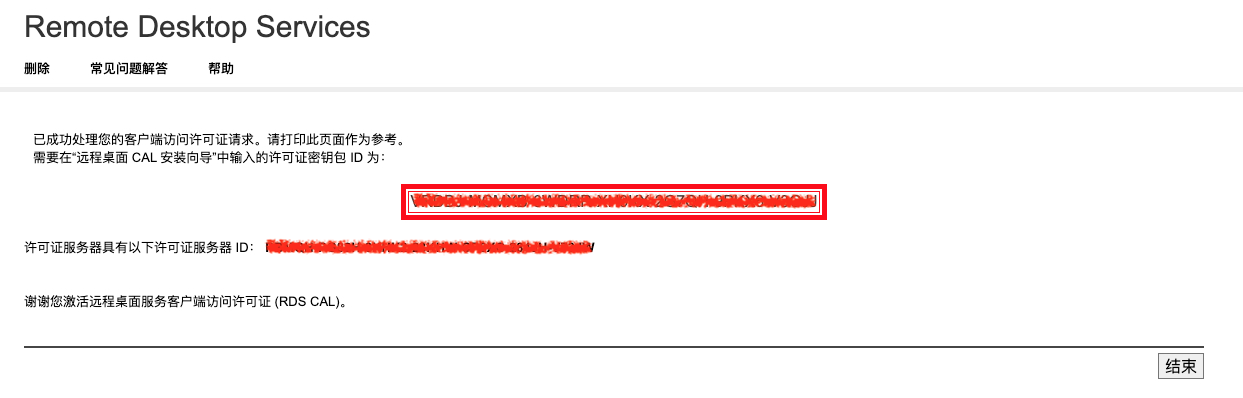 Remote Desktop Services
删除 常见问题解答 帮助
已成功处理您的客户端访问许可证请求。请打印此页面作为参考。
需要在“远程桌面 CAL 安装向导”中输入的许可证密钥包 ID 为：
许可证服务器具有以下许可证服务器 ID：
谢谢您激活远程桌面服务客户端访问许可证 (RDS CAL)。
结束